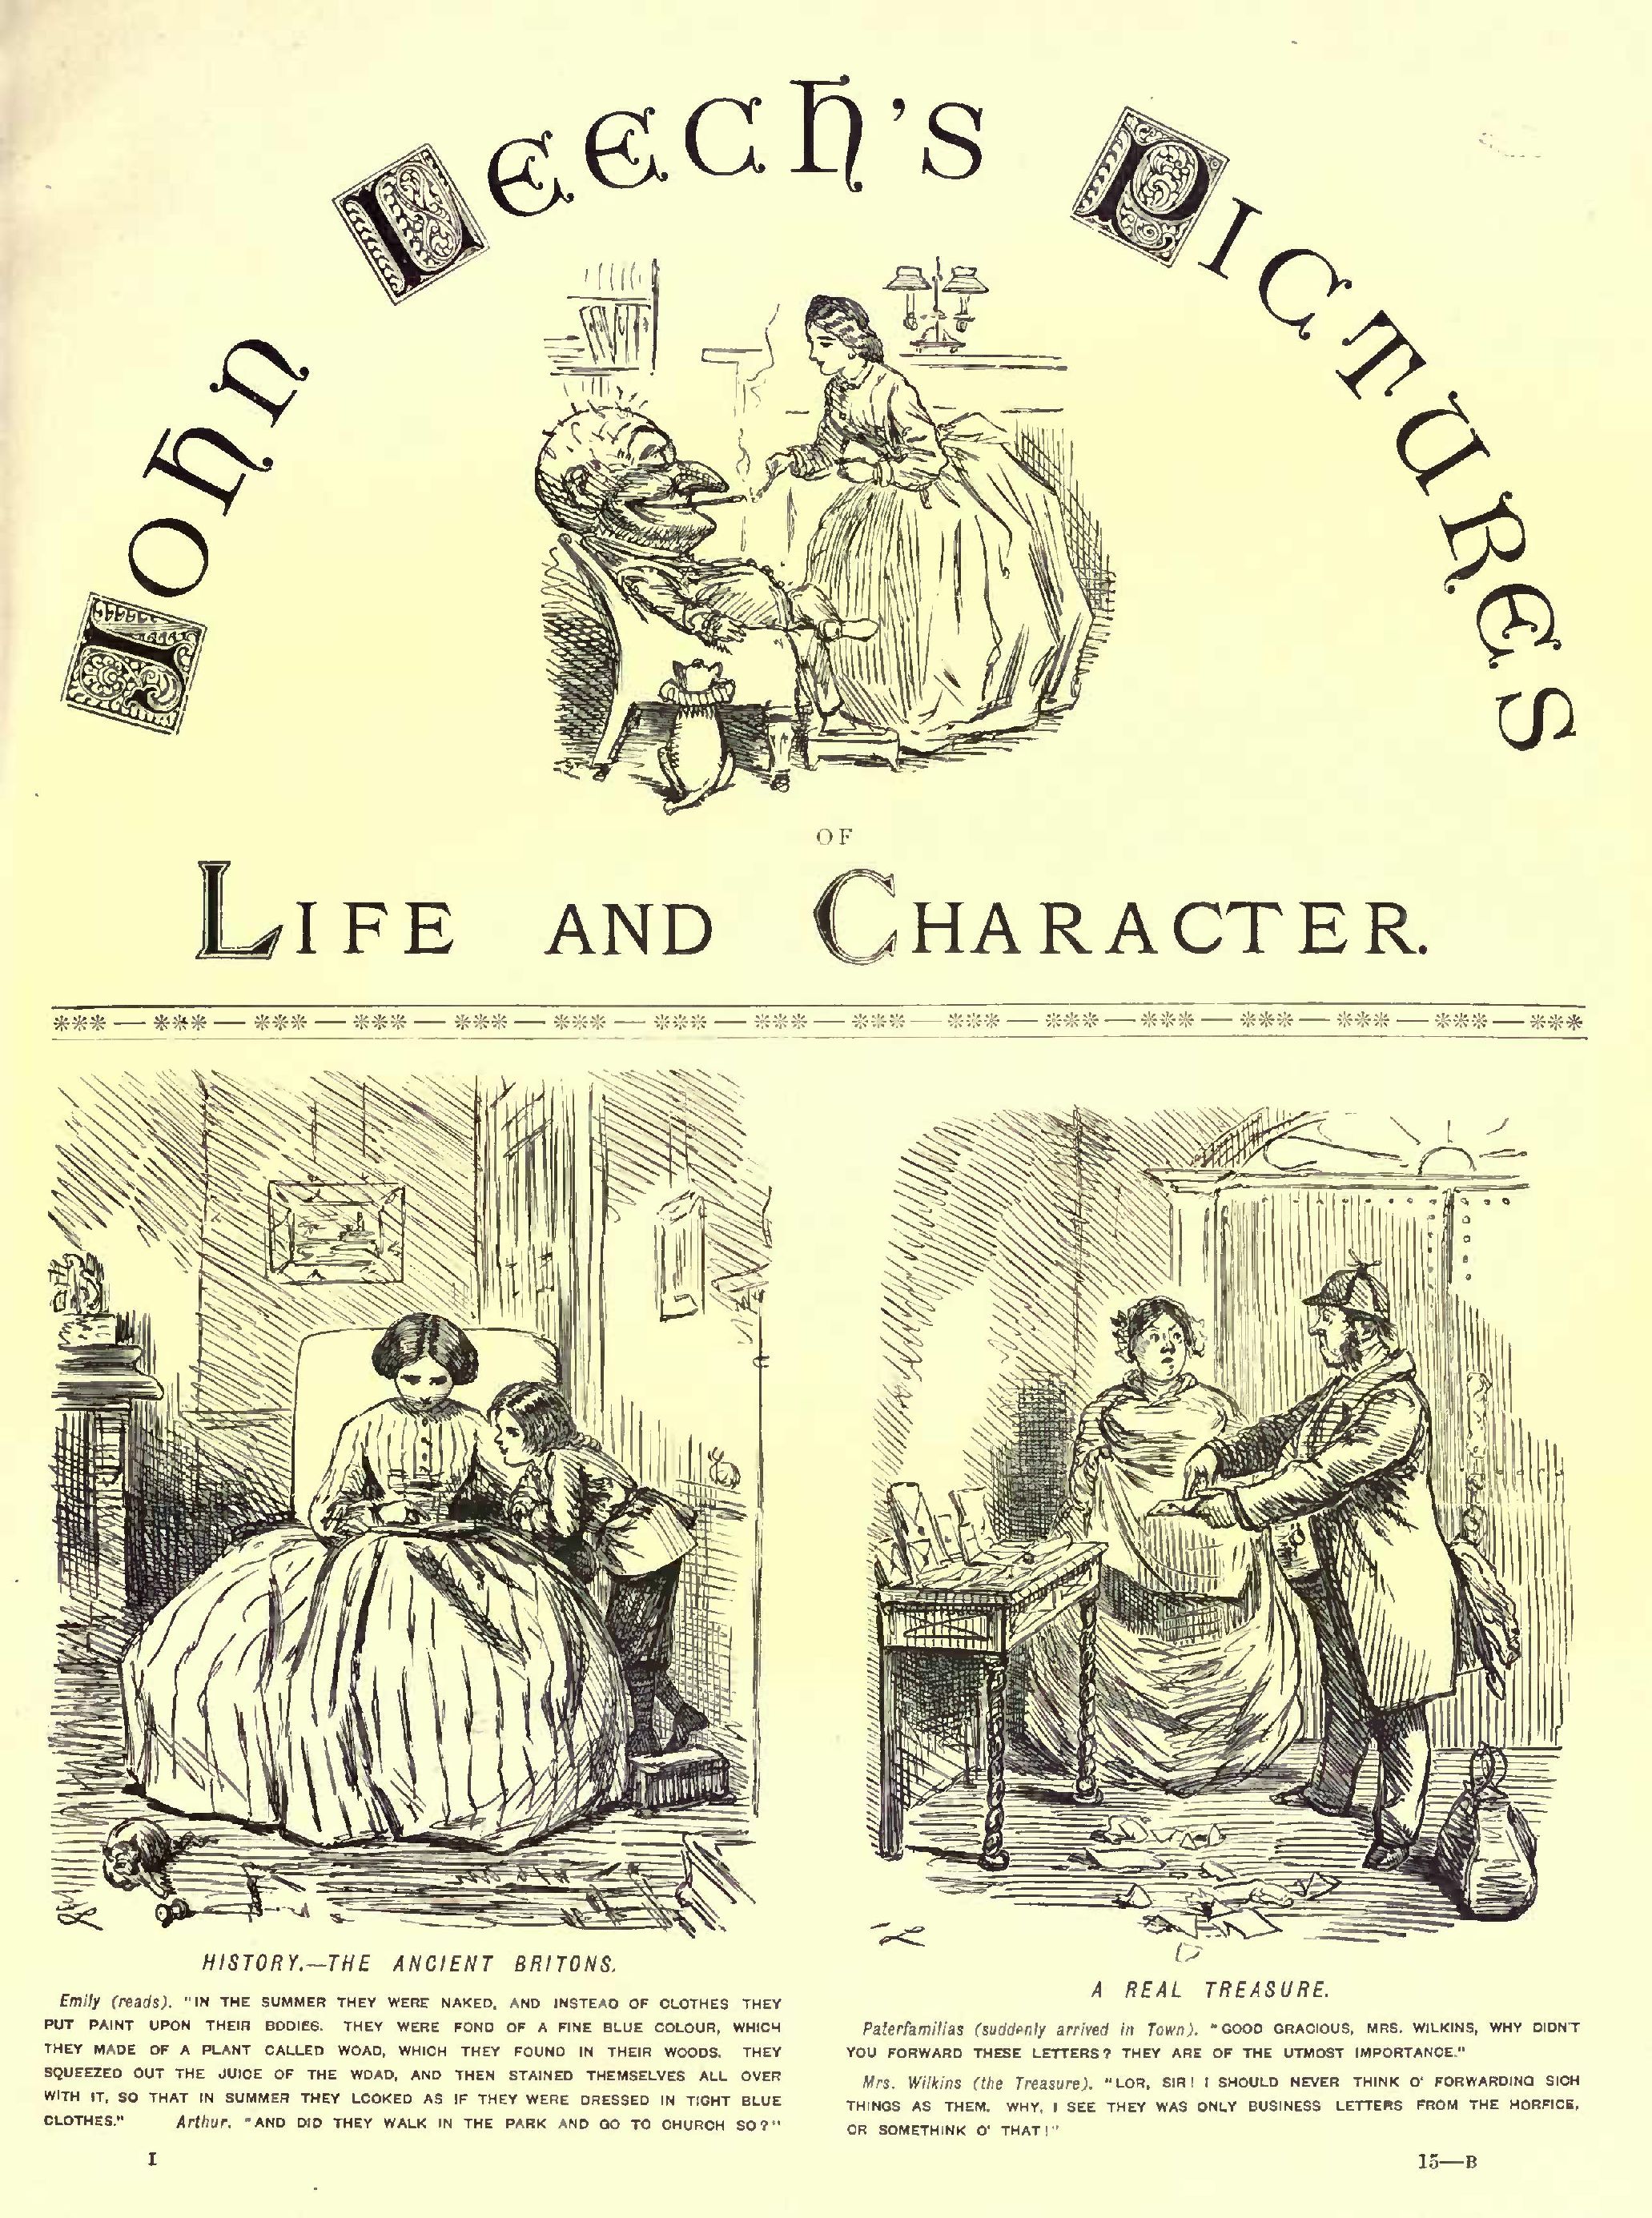 JOHN LEECH'S PICTURES
OF
LIFE AND CHARACTER.
HISTORY.—THE ANCIENT BRITONS.
Emily (reads). "IN THE SUMMER THEY WERE NAKED, AND INSTEAD OF CLOTHES THEY
PUT PAINT UPON THEIR BODIES. THEY WERE FOND OF A FINE BLUE COLOUR, WHICH
THEY MADE OF A PLANT CALLED WOAD, WHICH THEY FOUND IN THEIR WOODS. THEY
SQUEEZED OUT THE JUICE OF THE WOAD, AND THEN STAINED THEMSELVES ALL OVER
WITH IT, SO THAT IN SUMMER THEY LOOKED AS IF THEY WERE DRESSED IN TIGHT BLUE
CLOTHES." Arthur. "AND DID THEY WALK IN THE PARK AND GO TO CHURCH SO?"
I
A REAL TREASURE.
Paterfamilias (suddenly arrived in Town). "GOOD GRACIOUS, MRS. WILKINS, WHY DIDN'T
YOU FORWARD THESE LETTERS? THEY ARE OF THE UTMOST IMPORTANCE."
Mrs. Wilkins (the Treasure). "LOR, SIR! I SHOULD NEVER THINK O' FORWARDING SICH
THINGS AS THEM. WHY, I SEE THEY WAS ONLY BUSINESS LETTERS FROM THE HORFICE,
OR SOMETHINK O' THAT!"
15—B